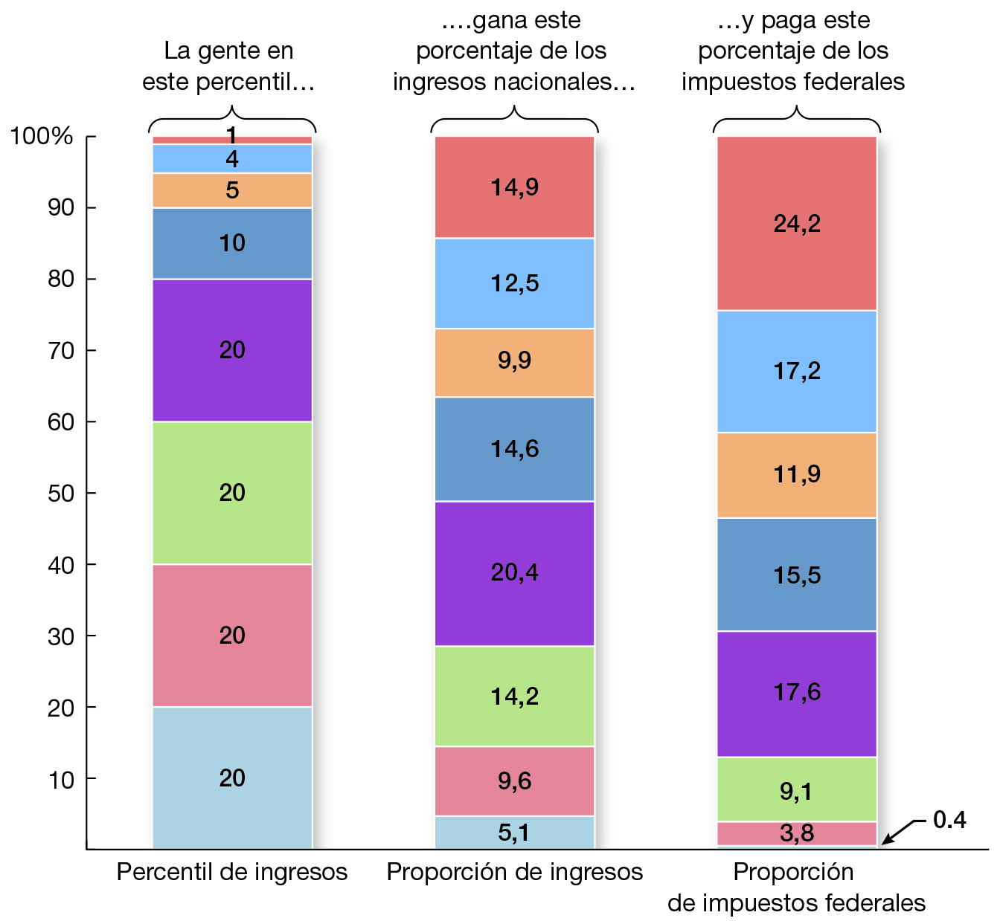 La gente en
este percentil…
….gana este
porcentaje de los
ingresos nacionales…
…y paga este
porcentaje de los
impuestos federales
100%
90
80
70
60
50
40
30
20
10
1
4
5
10
20
20
20
20
14,9
12,5
9,9
14,6
20,4
14,2
9,6
5,1
24,2
17,2
11,9
15,5
17,6
9,1
3,8
0.4
Percentil de ingresos
Proporción de ingresos
Proporción
de impuestos federales